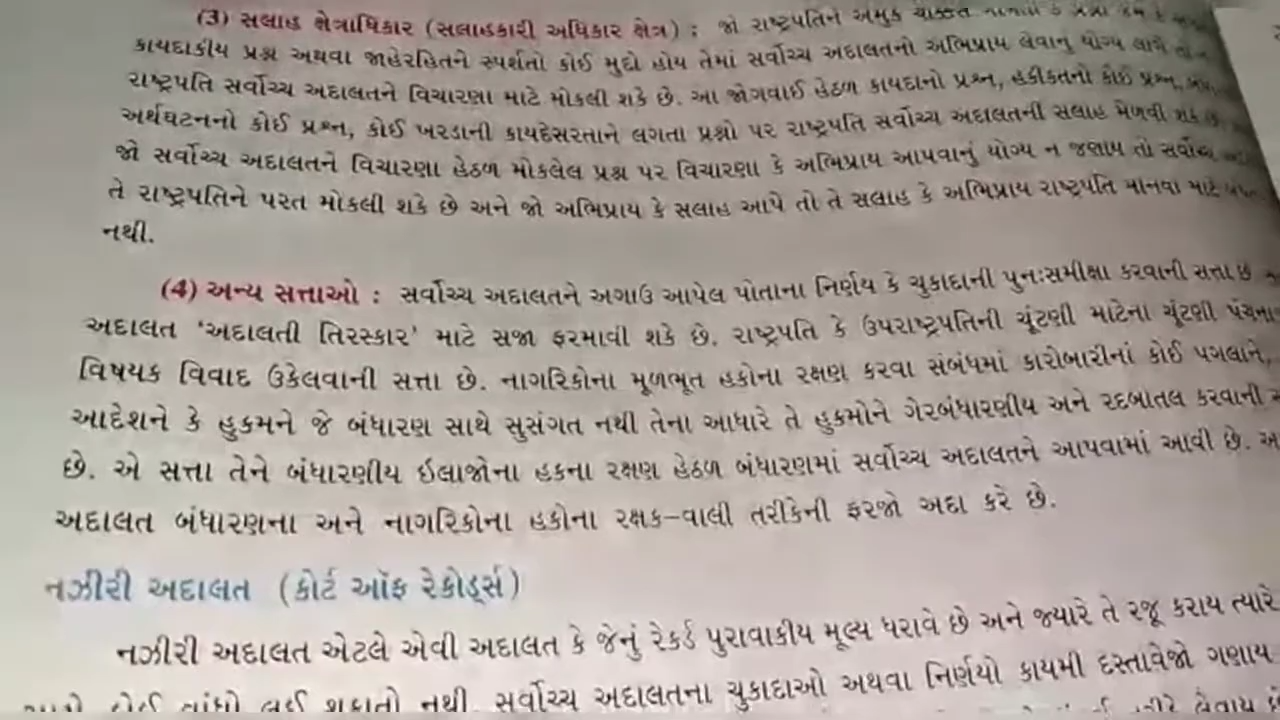 (3) સલાહ ક્ષેત્રાધિકાર (સલાહકારી અધિકાર ક્ષેત્ર) : જો રાષ્ટ્રપતિને અમુક
કાયદાકીય પ્રશ્ન અથવા જાહેરહિતને સ્પર્શતો કોઈ મુદ્દો હોય તેમાં સર્વોચ્ચ અદાલતનો અભિપ્રાય લેવાનું યોગ્ય લાગે તો
રાષ્ટ્રપતિ સર્વોચ્ચ અદાલતને વિચારણા માટે મોકલી શકે છે. આ જોગવાઈ હેઠળ કાયદાનો પ્રશ્ન, હકીકતનો કોઈ પ્રશ્ન,
અર્થઘટનનો કોઈ પ્રશ્ન, કોઈ ખરડાની કાયદેસરતાને લગતા પ્રશ્નો પર રાષ્ટ્રપતિ સર્વોચ્ચ અદાલતની સલાહ મેળવી શકે છે.
જો સર્વોચ્ચ અદાલતને વિચારણા હેઠળ મોકલેલ પ્રશ્ન પર વિચારણા કે અભિપ્રાય આપવાનું યોગ્ય ન જણાય તો સર્વોચ્ચ
તે રાષ્ટ્રપતિને પરત મોકલી શકે છે અને જો અભિપ્રાય કે સલાહ આપે તો તે સલાહ કે અભિપ્રાય રાષ્ટ્રપતિ માનવા માટે
નથી.
(4) અન્ય સત્તાઓ : સર્વોચ્ચ અદાલતને અગાઉ આપેલ પોતાના નિર્ણય કે ચુકાદાની પુનઃસમીક્ષા કરવાની સત્તા છે
અદાલત ‘અદાલતી તિરસ્કાર’ માટે સજા ફરમાવી શકે છે. રાષ્ટ્રપતિ કે ઉપરાષ્ટ્રપતિની ચૂંટણી માટેના ચૂંટણી પંચના
વિષયક વિવાદ ઉકેલવાની સત્તા છે. નાગરિકોના મૂળભૂત હકોના રક્ષણ કરવા સંબંધમાં કારોબારીનાં કોઈ પગલાને,
આદેશને કે હુકમને જે બંધારણ સાથે સુસંગત નથી તેના આધારે તે હુકમોને ગેરબંધારણીય અને રદબાતલ કરવાની
છે. એ સત્તા તેને બંધારણીય ઇલાજોના હકના રક્ષણ હેઠળ બંધારણમાં સર્વોચ્ચ અદાલતને આપવામાં આવી છે.
અદાલત બંધારણના અને નાગરિકોના હકોના રક્ષક-વાલી તરીકેની ફરજો અદા કરે છે.
નઝીરી અદાલત (કોર્ટ ઑફ રેકોર્ડ્સ)
નઝીરી અદાલત એટલે એવી અદાલત કે જેનું રેકર્ડ પુરાવાકીય મૂલ્ય ધરાવે છે અને જ્યારે તે રજૂ કરાય ત્યારે
કોઈ વાંધો લઈ શકાતો નથી. સર્વોચ્ચ અદાલતના ચુકાદાઓ અથવા નિર્ણયો કાયમી દસ્તાવેજો ગણાય